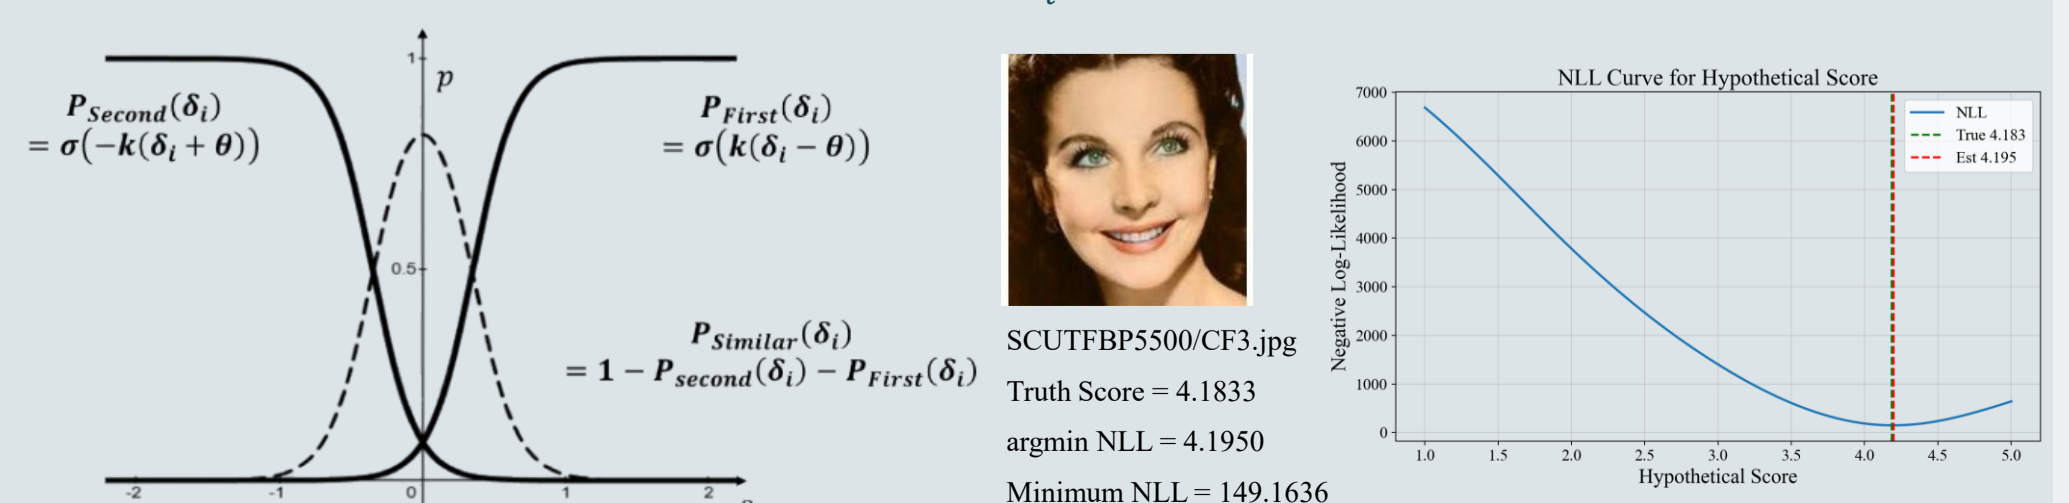 1
p
P_Second(δ_i)
= σ(−k(δ_i + θ))
P_First(δ_i)
= σ(k(δ_i − θ))
0.5
P_Similar(δ_i)
= 1 − P_second(δ_i) − P_First(δ_i)
-2 -1 0 1 2
SCUTFBP5500/CF3.jpg
Truth Score = 4.1833
argmin NLL = 4.1950
Minimum NLL = 149.1636
NLL Curve for Hypothetical Score
NLL
True 4.183
Est 4.195
Negative Log-Likelihood
7000
6000
5000
4000
3000
2000
1000
0
1.0 1.5 2.0 2.5 3.0 3.5 4.0 4.5 5.0
Hypothetical Score